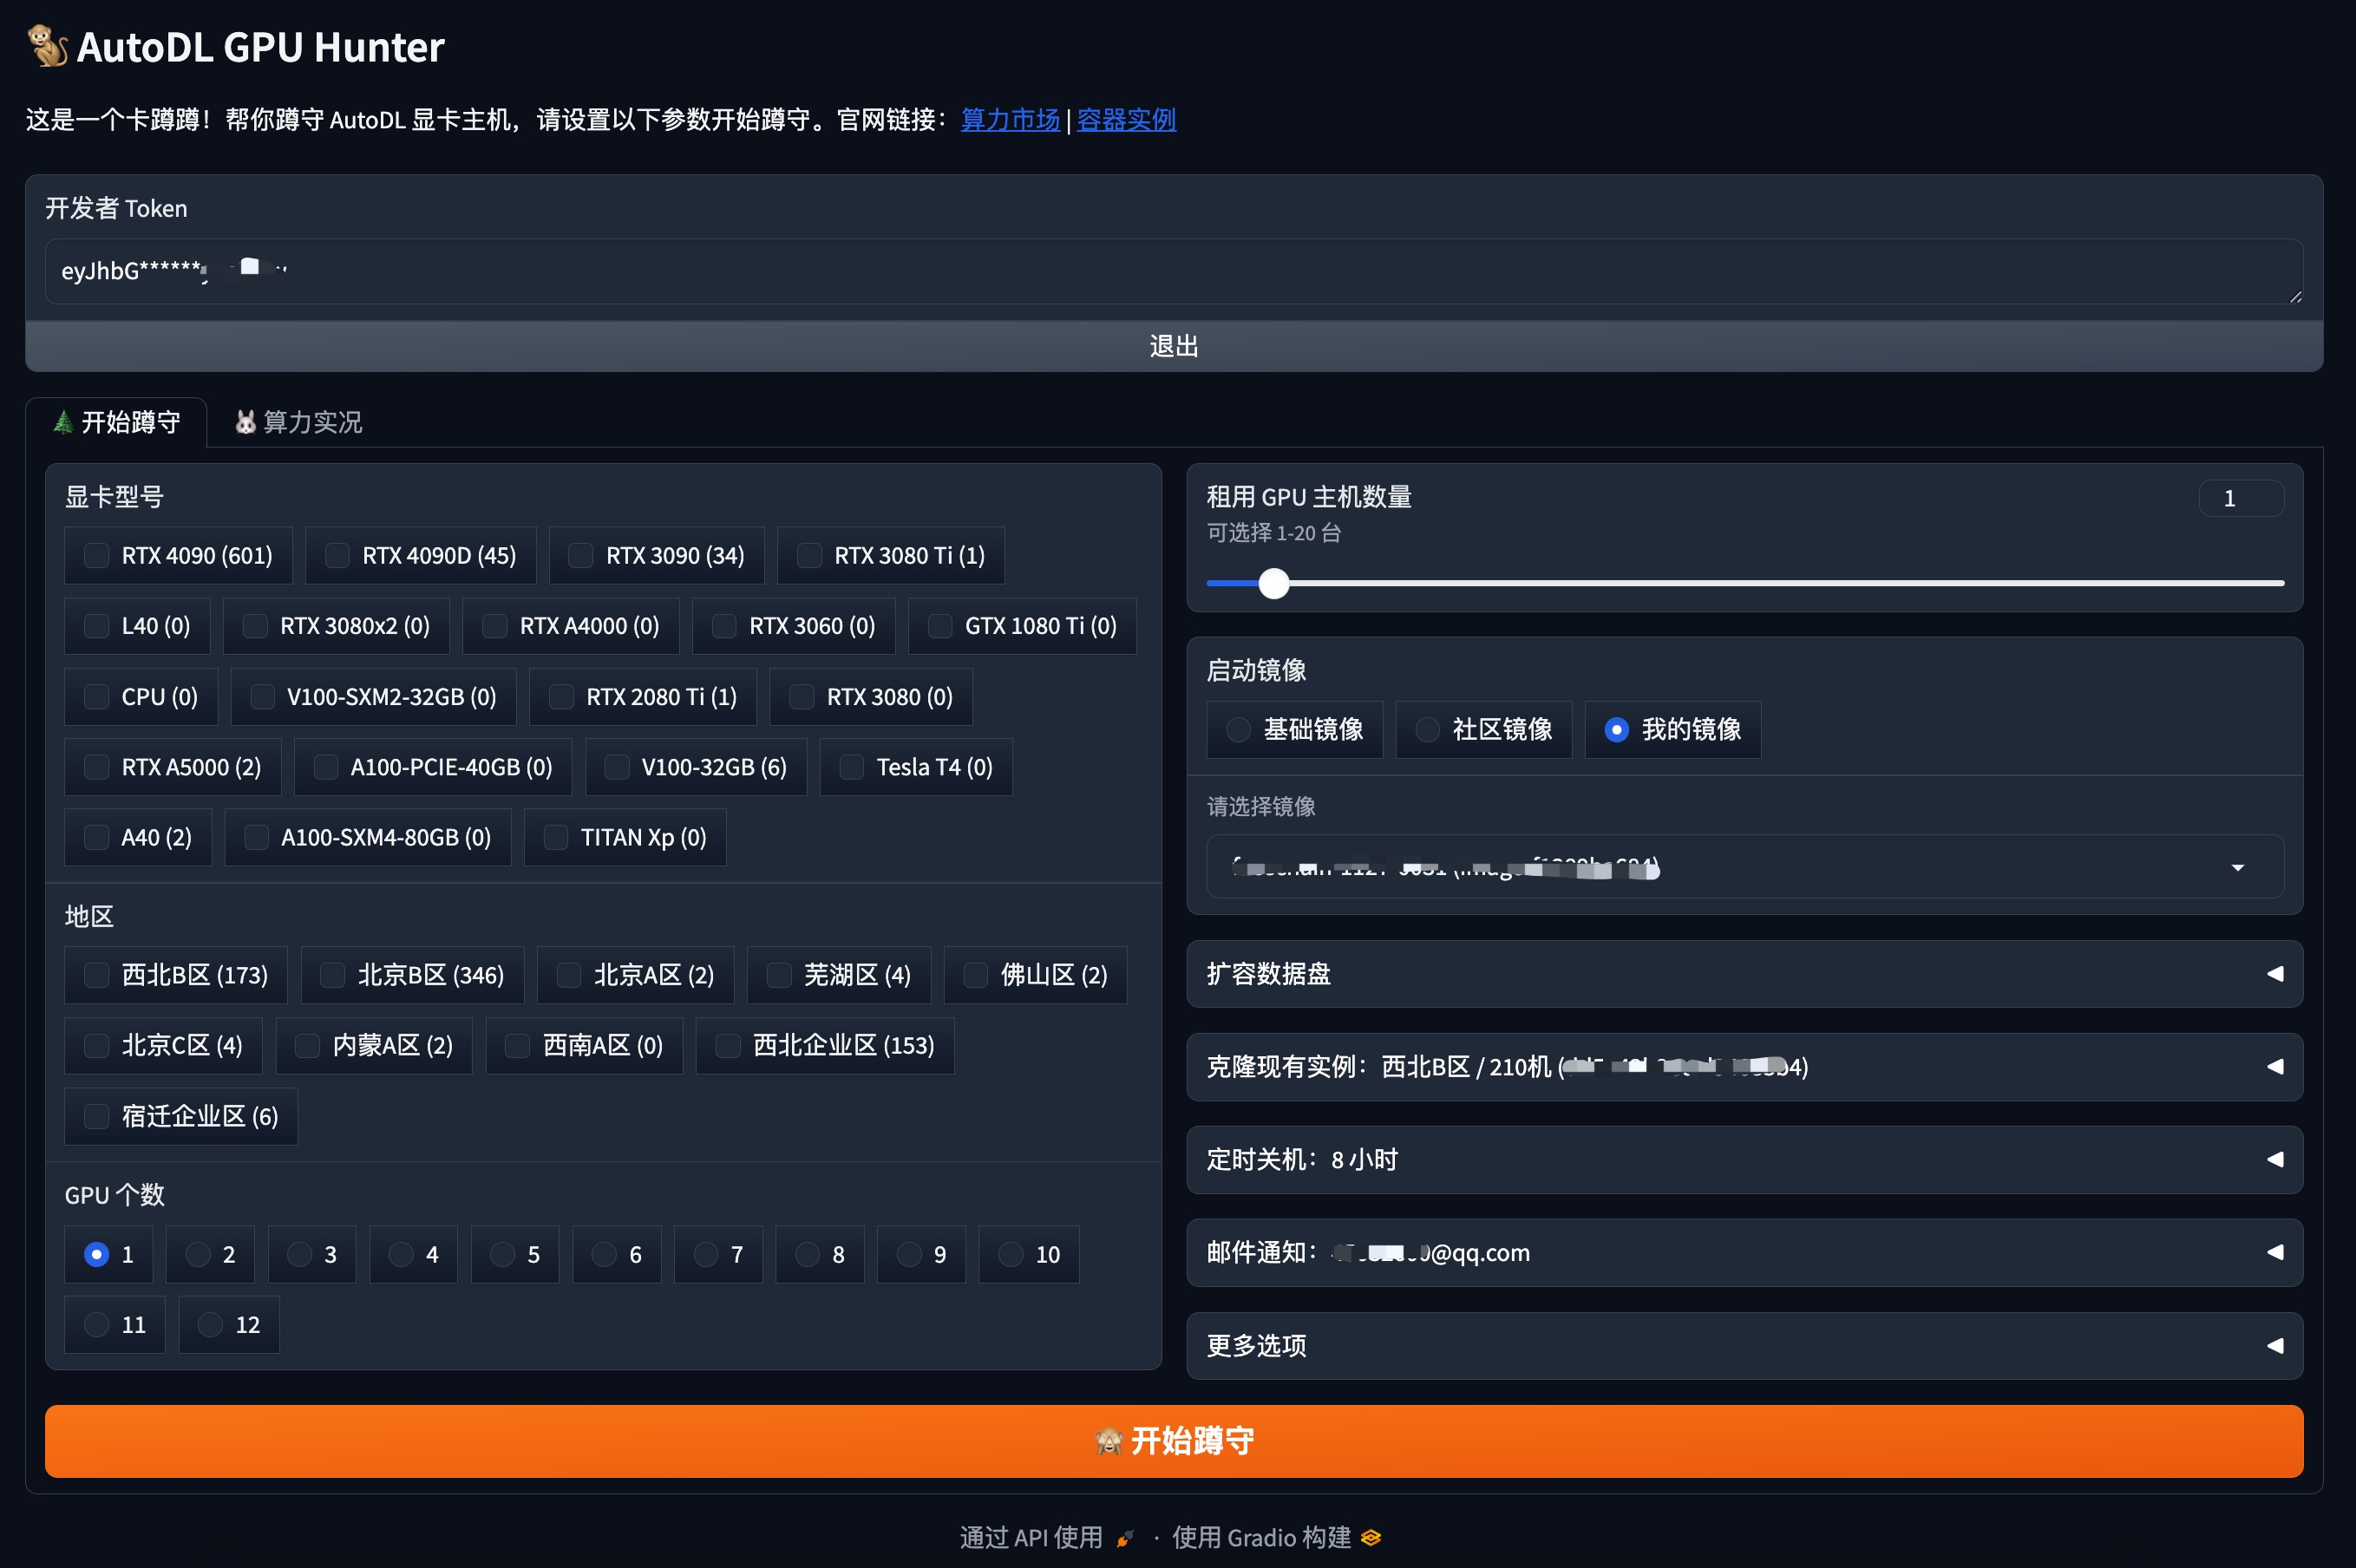 🐒 AutoDL GPU Hunter
这是一个卡蹲蹲！帮你蹲守 AutoDL 显卡主机，请设置以下参数开始蹲守。官网链接：算力市场 | 容器实例
开发者 Token
eyJhbG******
退出
🌲 开始蹲守
🐰 算力实况
显卡型号
RTX 4090 (601) RTX 4090D (45) RTX 3090 (34) RTX 3080 Ti (1)
L40 (0) RTX 3080x2 (0) RTX A4000 (0) RTX 3060 (0) GTX 1080 Ti (0)
CPU (0) V100-SXM2-32GB (0) RTX 2080 Ti (1) RTX 3080 (0)
RTX A5000 (2) A100-PCIE-40GB (0) V100-32GB (6) Tesla T4 (0)
A40 (2) A100-SXM4-80GB (0) TITAN Xp (0)
地区
西北B区 (173) 北京B区 (346) 北京A区 (2) 芜湖区 (4) 佛山区 (2)
北京C区 (4) 内蒙A区 (2) 西南A区 (0) 西北企业区 (153)
宿迁企业区 (6)
GPU 个数
1 2 3 4 5 6 7 8 9 10
11 12
租用 GPU 主机数量
1
可选择 1-20 台
启动镜像
基础镜像 社区镜像 我的镜像
请选择镜像
扩容数据盘
克隆现有实例：西北B区 / 210机
定时关机：8 小时
邮件通知：@qq.com
更多选项
🙈 开始蹲守
通过 API 使用 🚀 · 使用 Gradio 构建